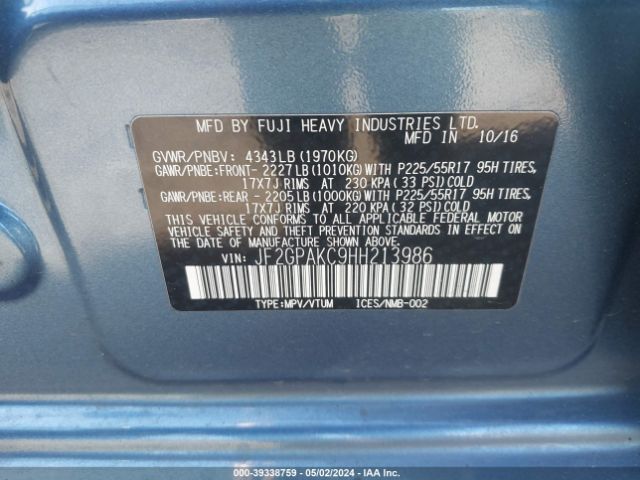 MFD BY FUJI HEAVY INDUSTRIES LTD.
MFD IN 10/16
GVWR/PNBV: 4343LB(1970KG)
GAWR/PNBE:FRONT- 2227LB(1010KG)WITH P225/55R17 95H TIRES,
17X7J RIMS AT 230 KPA(33 PSI)COLD
GAWR/PNBE:REAR - 2205LB(1000KG)WITH P225/55R17 95H TIRES,
17X7J RIMS AT 220 KPA(32 PSI)COLD
THIS VEHICLE CONFORMS TO ALL APPLICABLE FEDERAL MOTOR
VEHICLE SAFETY AND THEFT PREVENTION STANDARDS IN EFFECT
ON THE DATE OF MANUFACTURE SHOWN ABOVE.
VIN: JF2GPAKC9HH213986
TYPE:MPV/VTUM ICES/NMB-002
000-39338759 - 05/02/2024 - IAA Inc.